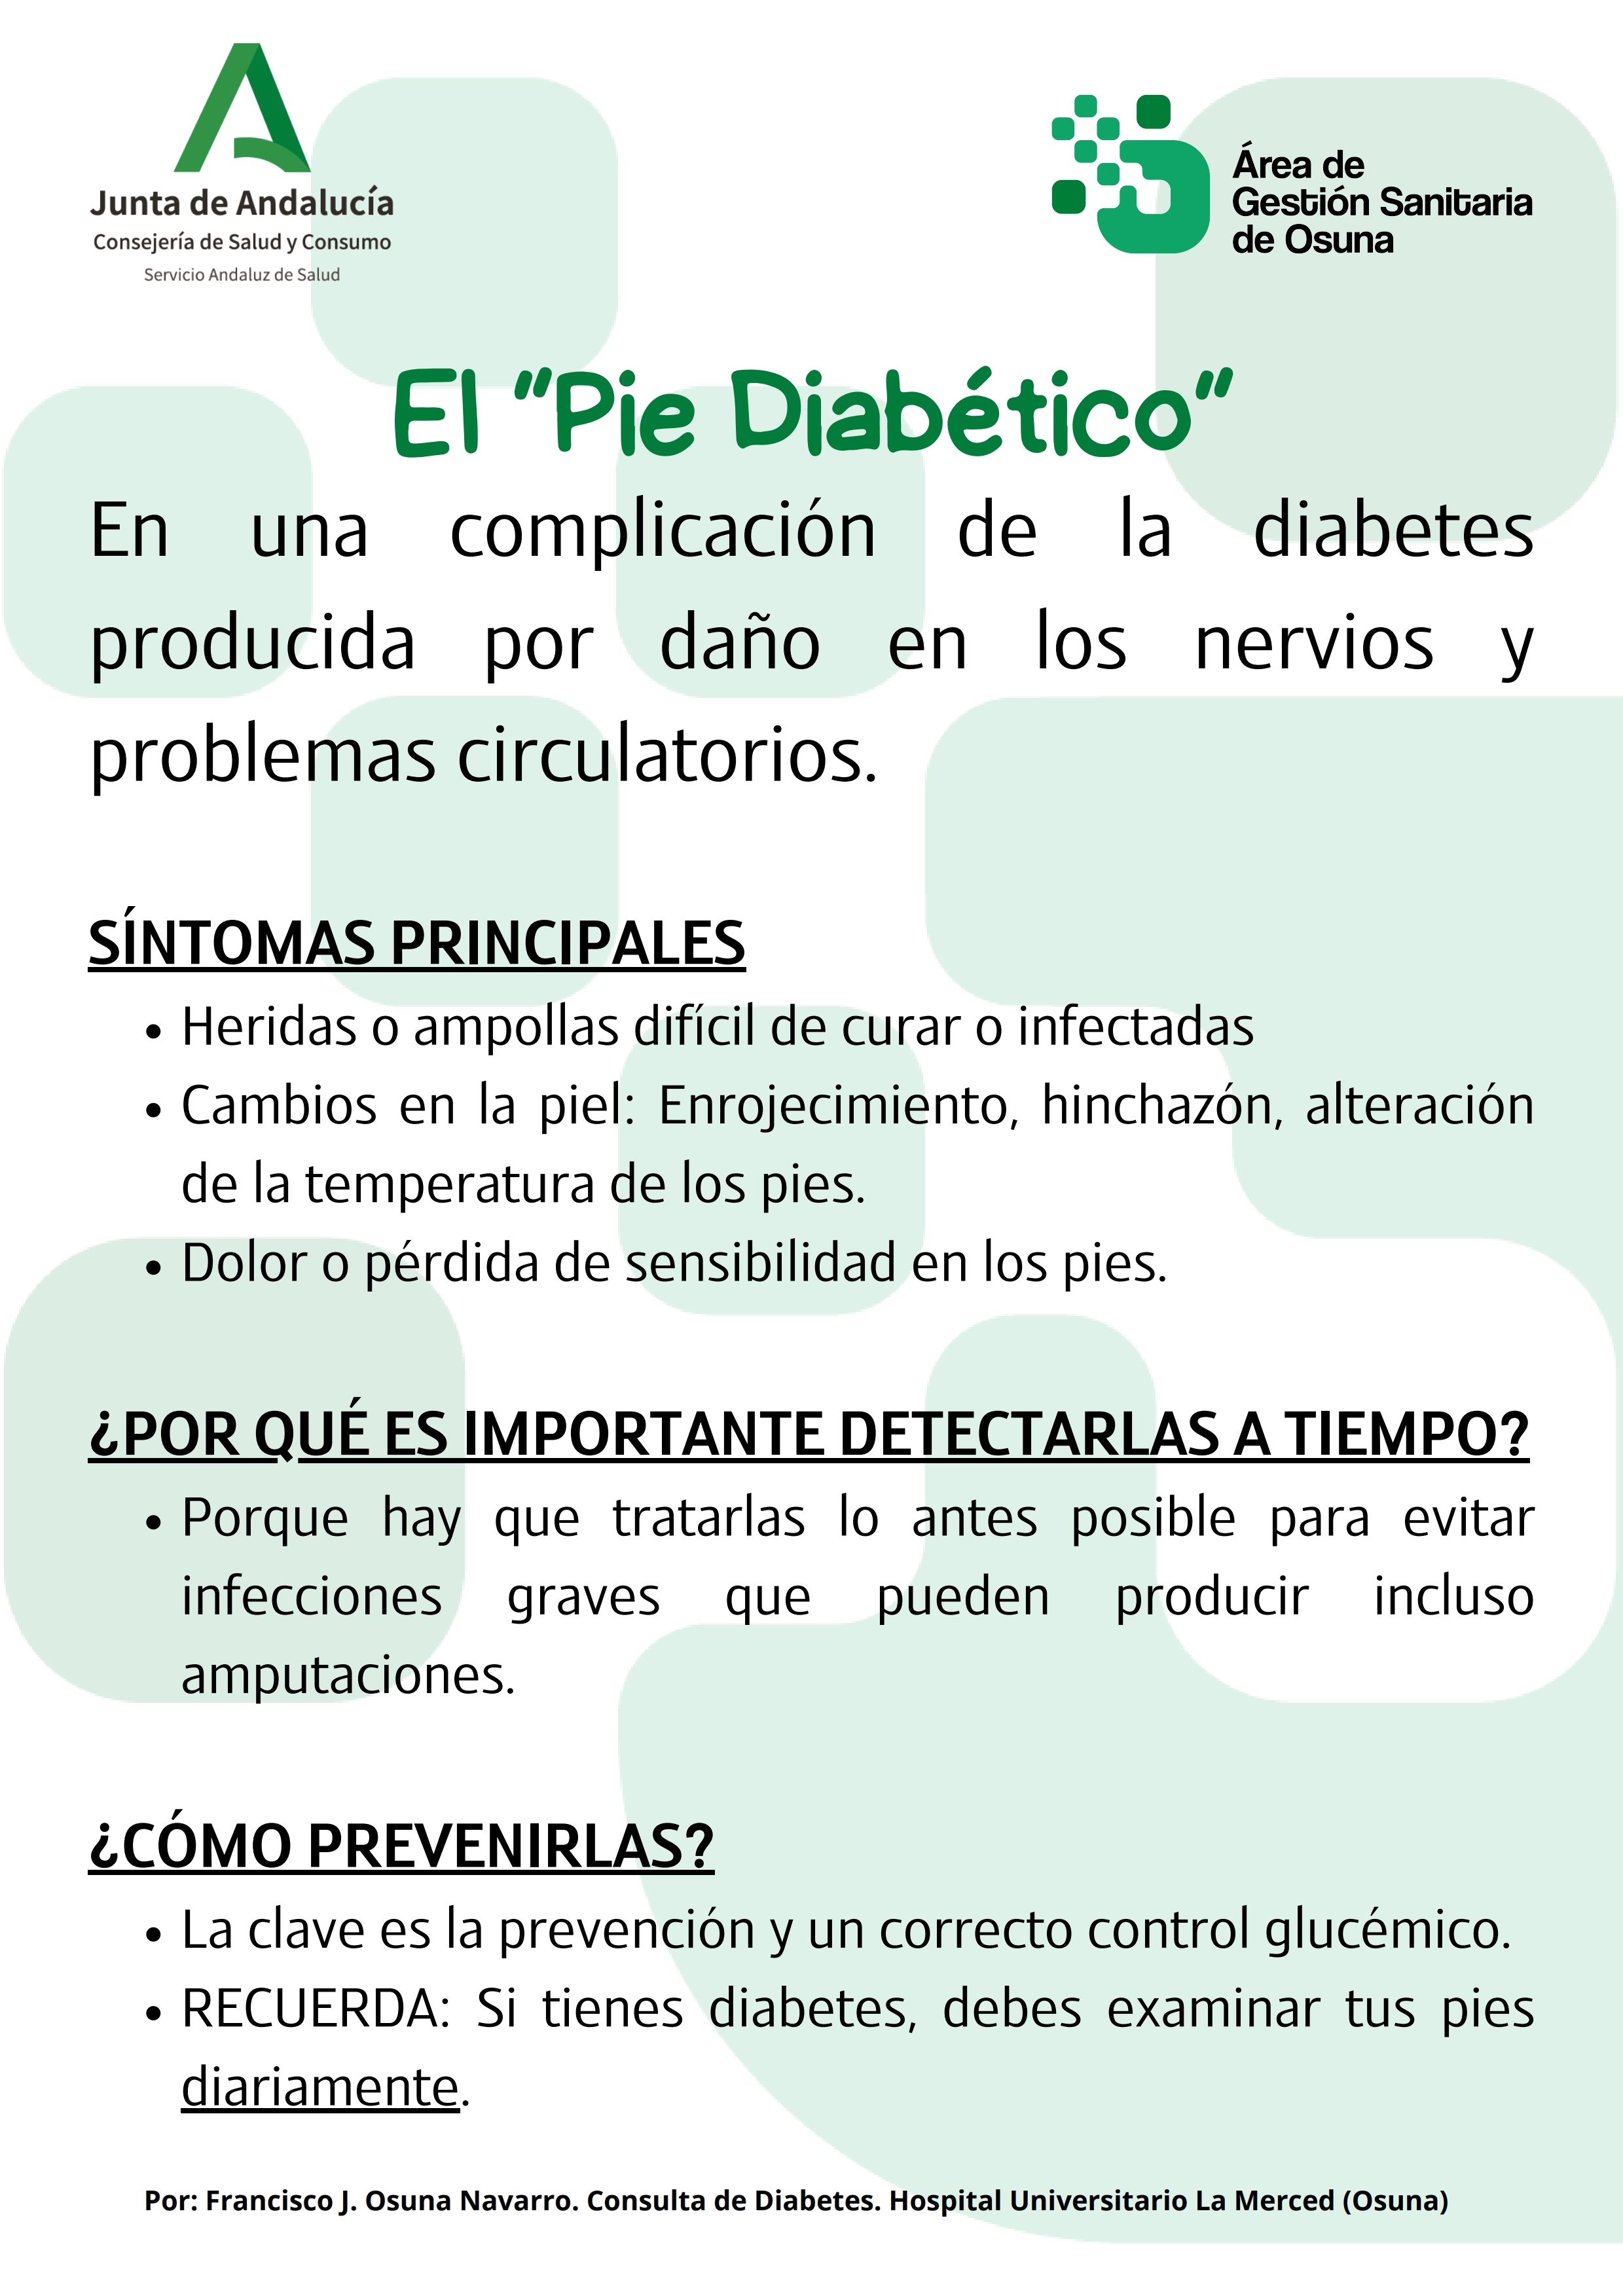 Junta de Andalucía
Consejería de Salud y Consumo
Servicio Andaluz de Salud
Área de
Gestión Sanitaria
de Osuna
El "Pie Diabético"
En una complicación de la diabetes
producida por daño en los nervios y
problemas circulatorios.
SÍNTOMAS PRINCIPALES
• Heridas o ampollas difícil de curar o infectadas
• Cambios en la piel: Enrojecimiento, hinchazón, alteración
de la temperatura de los pies.
• Dolor o pérdida de sensibilidad en los pies.
¿POR QUÉ ES IMPORTANTE DETECTARLAS A TIEMPO?
• Porque hay que tratarlas lo antes posible para evitar
infecciones graves que pueden producir incluso
amputaciones.
¿CÓMO PREVENIRLAS?
• La clave es la prevención y un correcto control glucémico.
• RECUERDA: Si tienes diabetes, debes examinar tus pies
diariamente.
Por: Francisco J. Osuna Navarro. Consulta de Diabetes. Hospital Universitario La Merced (Osuna)